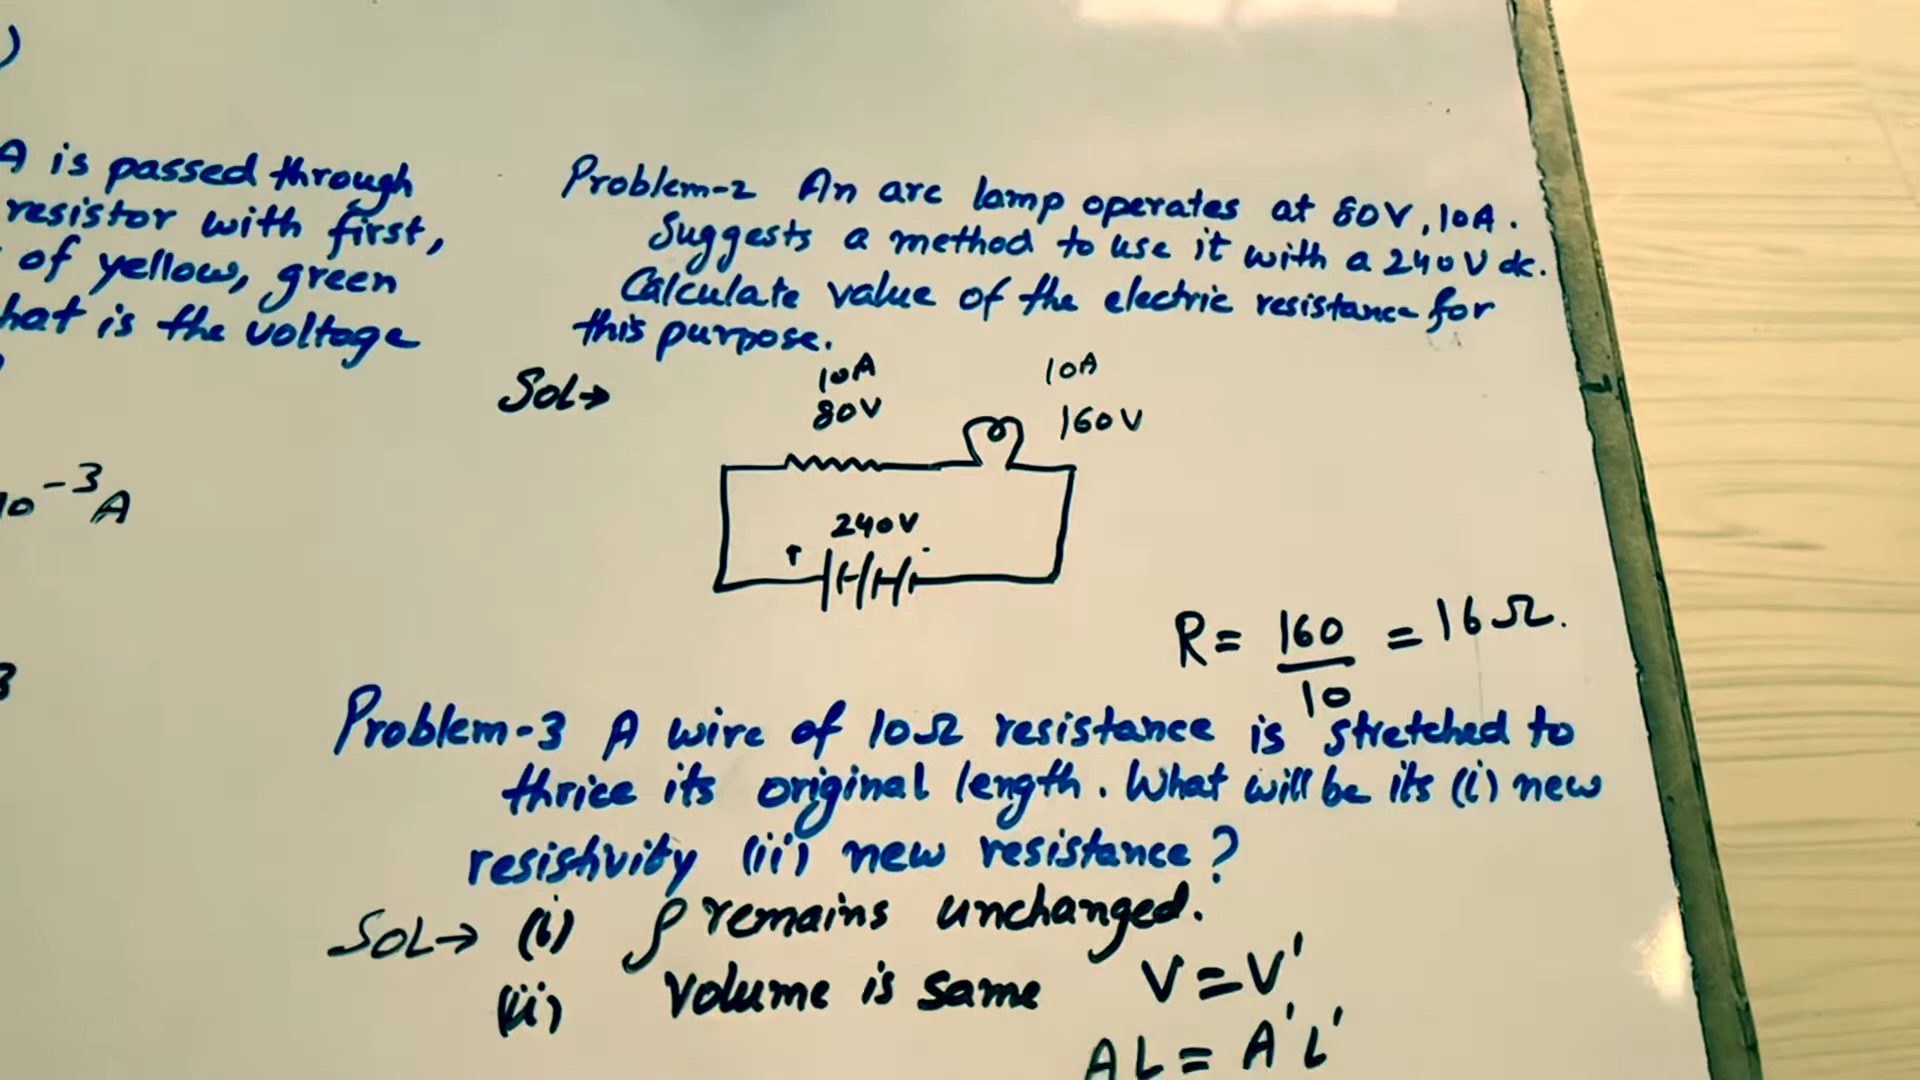 )
A is passed through
resistor with first,
of yellow, green
hat is the voltage
10⁻³A
3
Problem-2 An arc lamp operates at 80V, 10A.
Suggests a method to use it with a 240V dc.
Calculate value of the electric resistance for
this purpose.
Sol→
10A
80V
10A
160V
240V
+ -
R = 160/10 = 16Ω.
Problem-3 A wire of 10Ω resistance is stretched to
thrice its original length. What will be its (i) new
resistivity (ii) new resistance?
SOL→ (i) ρ remains unchanged.
(ii) Volume is same V=V'
AL = A'L'